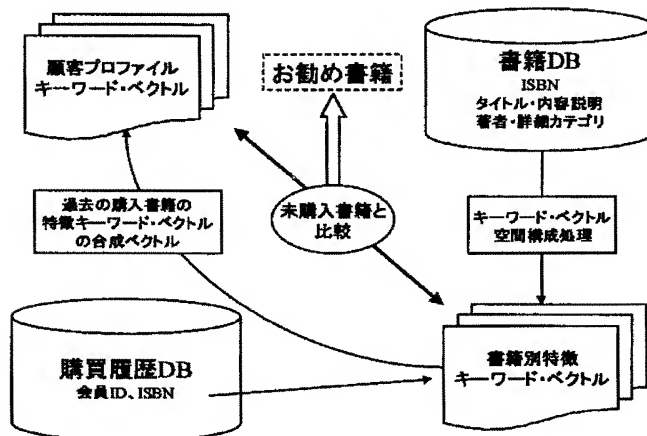 顧客プロファイル
キーワード・ベクトル
お勧め書籍
書籍DB
ISBN
タイトル・内容説明
著者・詳細カテゴリ
過去の購入書籍の
特徴キーワード・ベクトル
の合成ベクトル
未購入書籍と
比較
キーワード・ベクトル
空間構成処理
購買履歴DB
会員ID、ISBN
書籍別特徴
キーワード・ベクトル